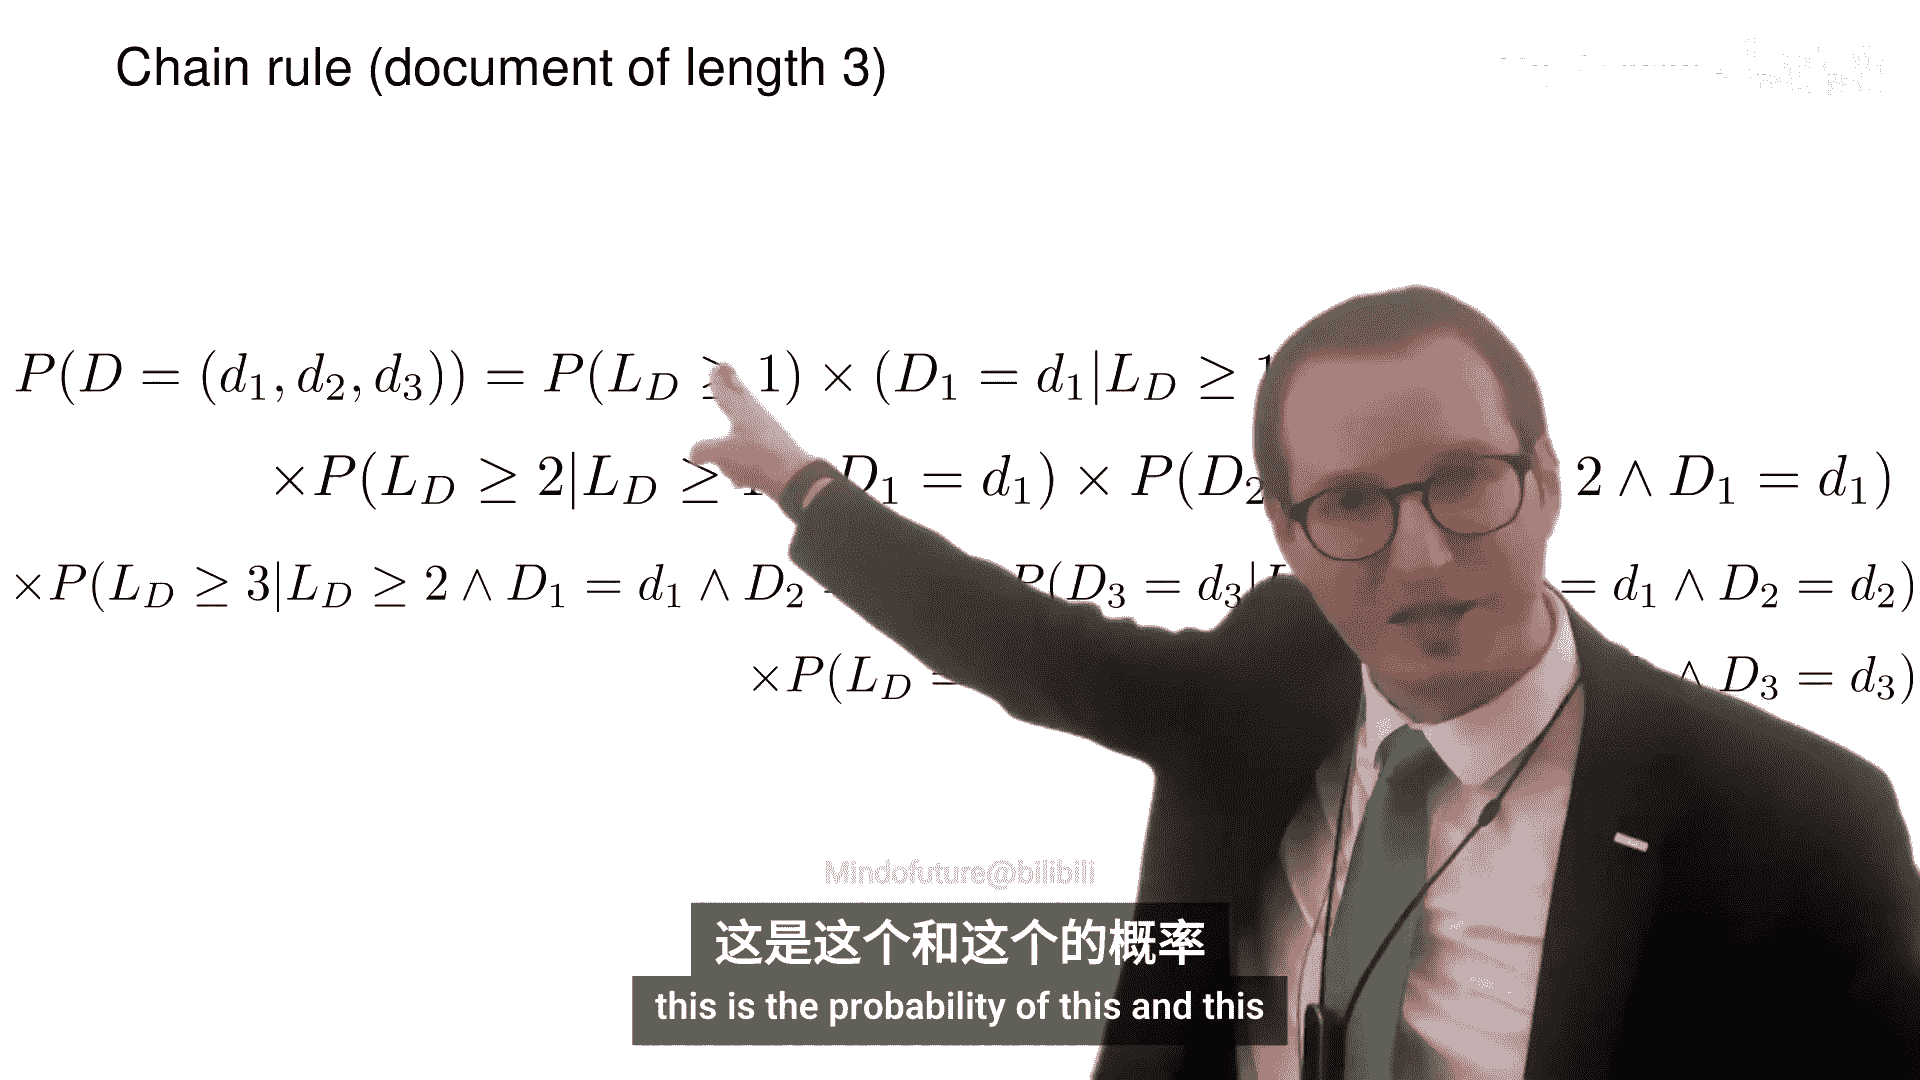 Chain rule (document of length 3)
P(D = (d₁, d₂, d₃)) = P(L_D ≥ 1) × (D₁ = d₁|L_D ≥ 1
×P(L_D ≥ 2|L_D ≥ D₁ = d₁) × P(D₂ 2 ∧ D₁ = d₁)
×P(L_D ≥ 3|L_D ≥ 2 ∧ D₁ = d₁ ∧ D₂ P(D₃ = d₃| = d₁ ∧ D₂ = d₂)
×P(L_D = ∧ D₃ = d₃)
Mindofuture@bilibili
这是这个和这个的概率
this is the probability of this and this